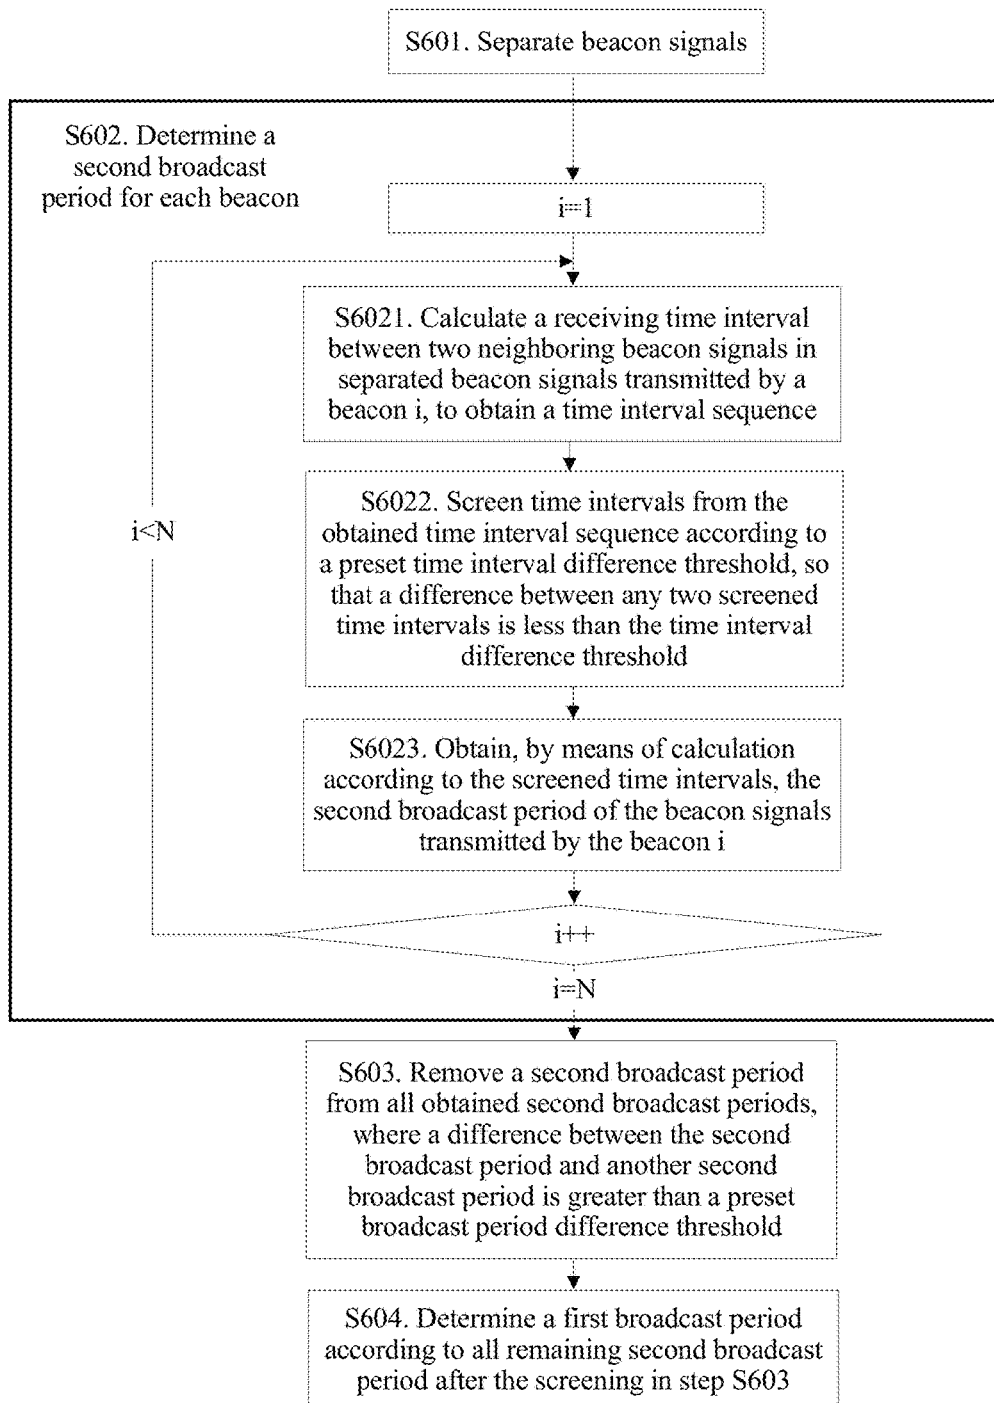 S601. Separate beacon signals
S602. Determine a
second broadcast
period for each beacon
i=1
S6021. Calculate a receiving time interval
between two neighboring beacon signals in
separated beacon signals transmitted by a
beacon i, to obtain a time interval sequence
S6022. Screen time intervals from the
obtained time interval sequence according to
a preset time interval difference threshold, so
that a difference between any two screened
time intervals is less than the time interval
difference threshold
i<N
S6023. Obtain, by means of calculation
according to the screened time intervals, the
second broadcast period of the beacon signals
transmitted by the beacon i
i++
i=N
S603. Remove a second broadcast period
from all obtained second broadcast periods,
where a difference between the second
broadcast period and another second
broadcast period is greater than a preset
broadcast period difference threshold
S604. Determine a first broadcast period
according to all remaining second broadcast
period after the screening in step S603